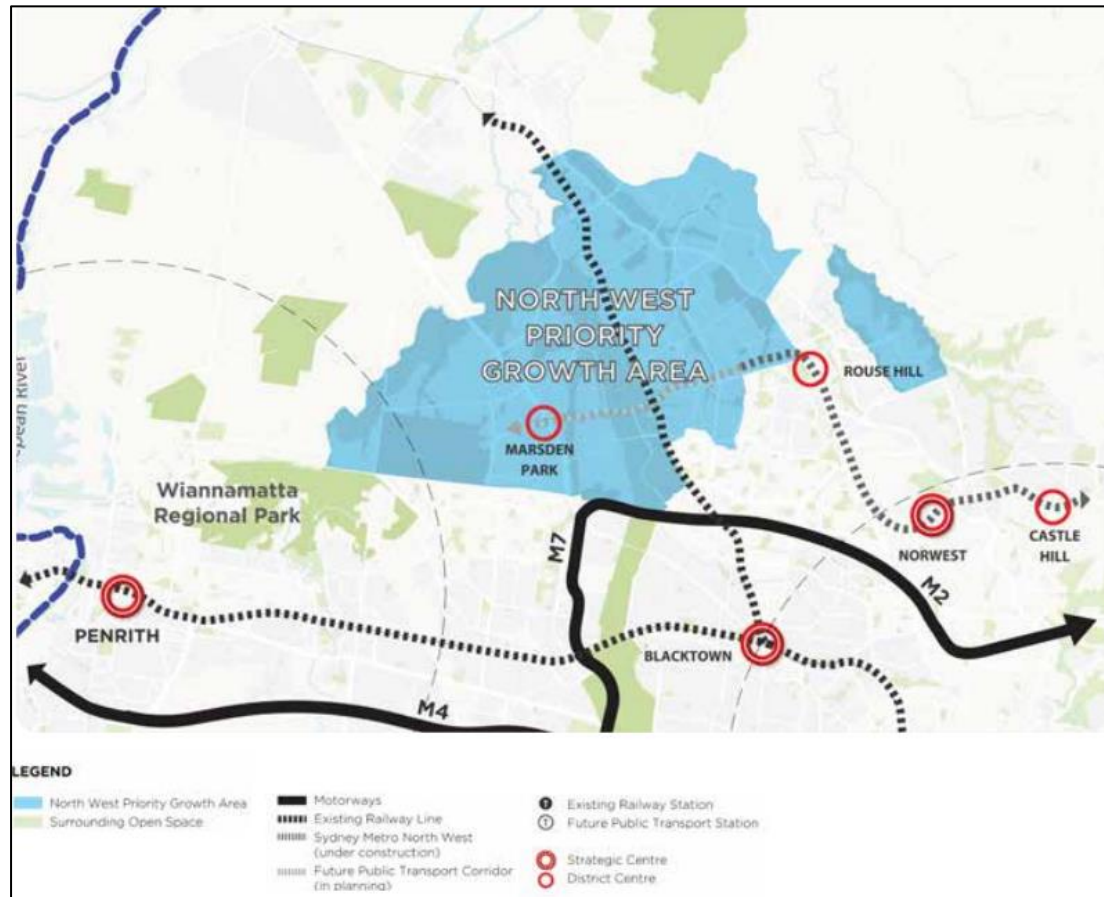 NORTH WEST
PRIORITY
GROWTH AREA
ROUSE HILL
MARSDEN
PARK
Wiannamatta
Regional Park
pean River
M7
NORWEST
CASTLE
HILL
M2
PENRITH
BLACKTOWN
M4
LEGEND
North West Priority Growth Area
Surrounding Open Space
Motorways
Existing Railway Line
Sydney Metro North West
(under construction)
Future Public Transport Corridor
(in planning)
T Existing Railway Station
T Future Public Transport Station
Strategic Centre
District Centre